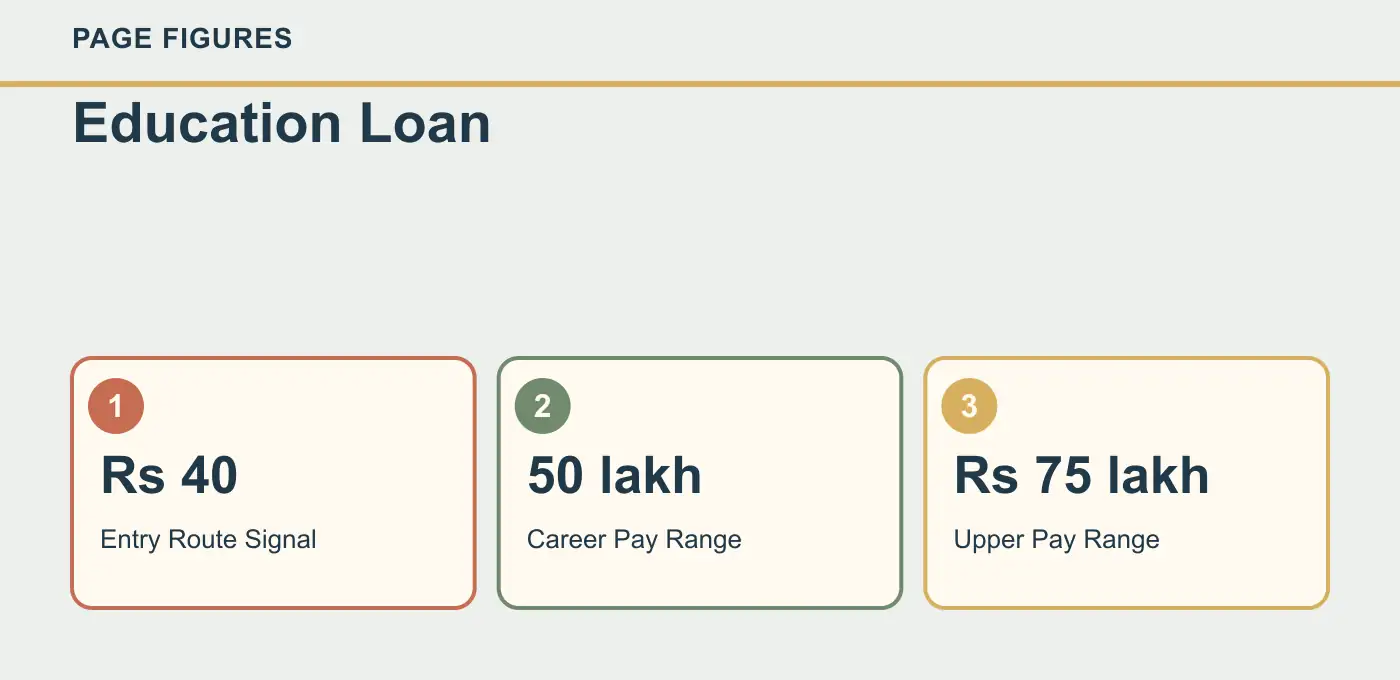 PAGE FIGURES
Education Loan
1
Rs 40
Entry Route Signal
2
50 lakh
Career Pay Range
3
Rs 75 lakh
Upper Pay Range